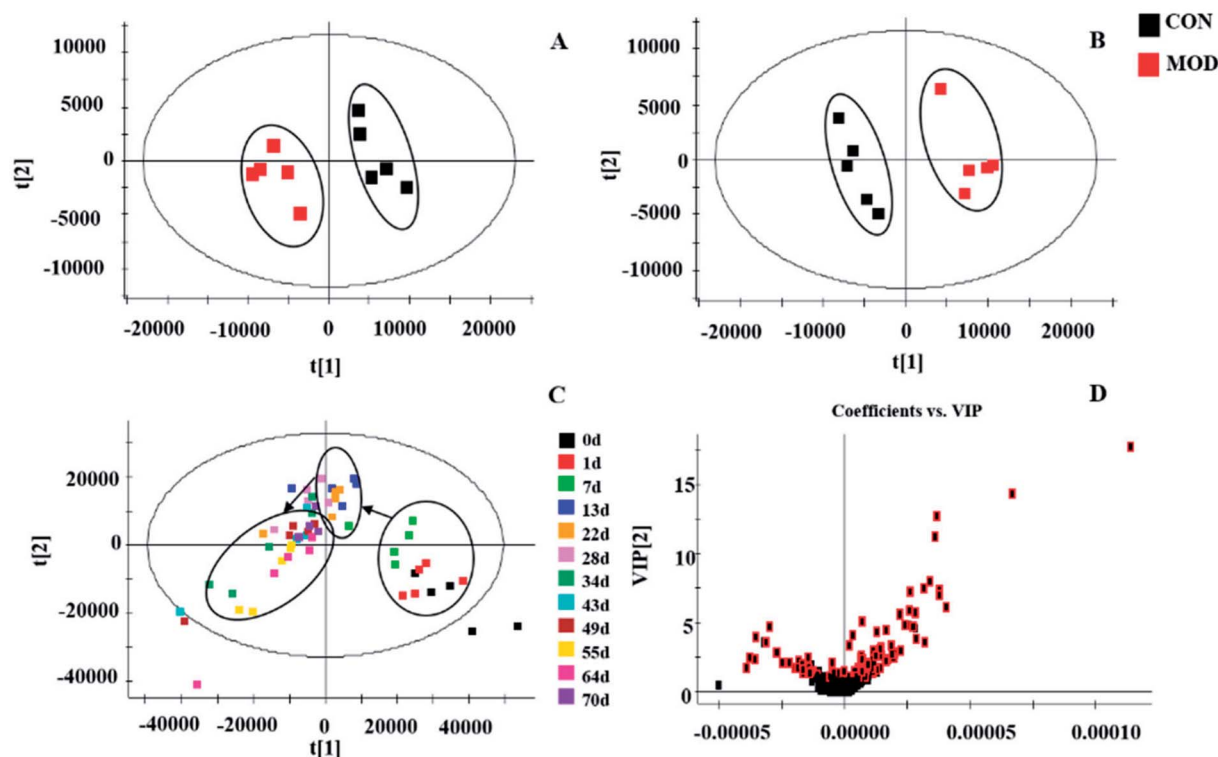 A
10000
5000
0
-5000
-10000
t[2]
-20000 -10000 0 10000 20000
t[1]
B
10000
5000
0
-5000
-10000
t[2]
-20000 -10000 0 10000 20000
t[1]
CON
MOD
C
20000
0
-20000
-40000
t[2]
-40000 -20000 0 20000 40000
t[1]
0d
1d
7d
13d
22d
28d
34d
43d
49d
55d
64d
70d
D
Coefficients vs. VIP
15
10
5
0
VIP[2]
-0.00005 0.00000 0.00005 0.00010